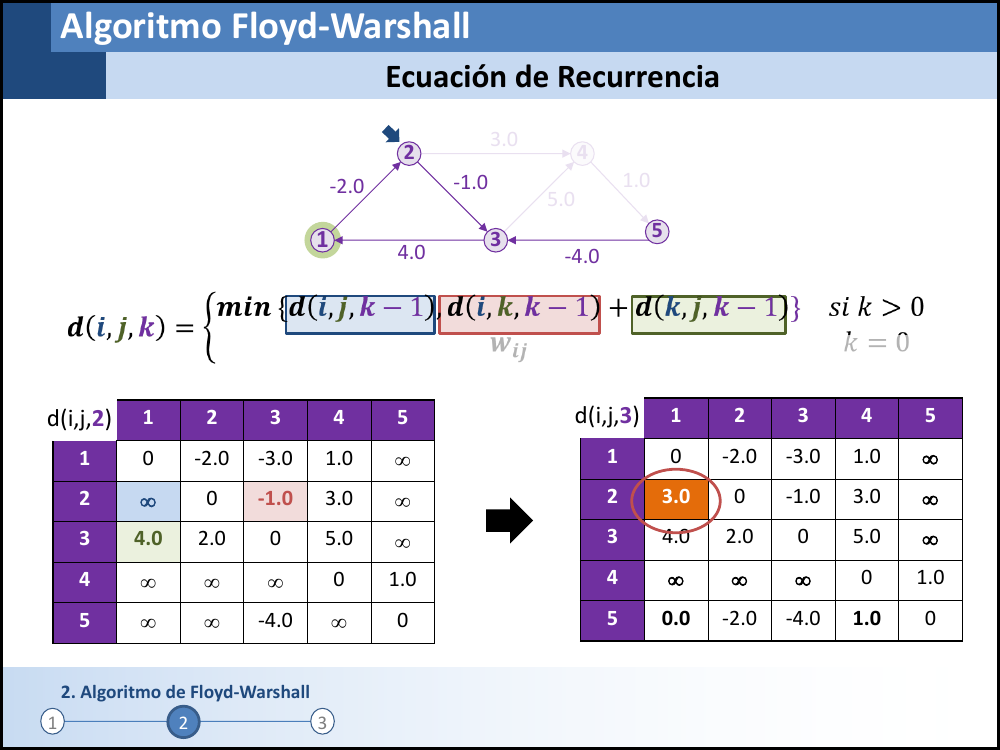 Algoritmo Floyd-Warshall
Ecuación de Recurrencia
3.0
2 4
-2.0 -1.0 5.0 1.0
1 3 5
4.0 -4.0
d(i,j,k) = { min {d(i,j,k − 1), d(i,k,k − 1) + d(k,j,k − 1)} si k > 0
w_ij k = 0
d(i,j,2) 1 2 3 4 5
1 0 -2.0 -3.0 1.0 ∞
2 ∞ 0 -1.0 3.0 ∞
3 4.0 2.0 0 5.0 ∞
4 ∞ ∞ ∞ 0 1.0
5 ∞ ∞ -4.0 ∞ 0
d(i,j,3) 1 2 3 4 5
1 0 -2.0 -3.0 1.0 ∞
2 3.0 0 -1.0 3.0 ∞
3 4.0 2.0 0 5.0 ∞
4 ∞ ∞ ∞ 0 1.0
5 0.0 -2.0 -4.0 1.0 0
2. Algoritmo de Floyd-Warshall
1 2 3